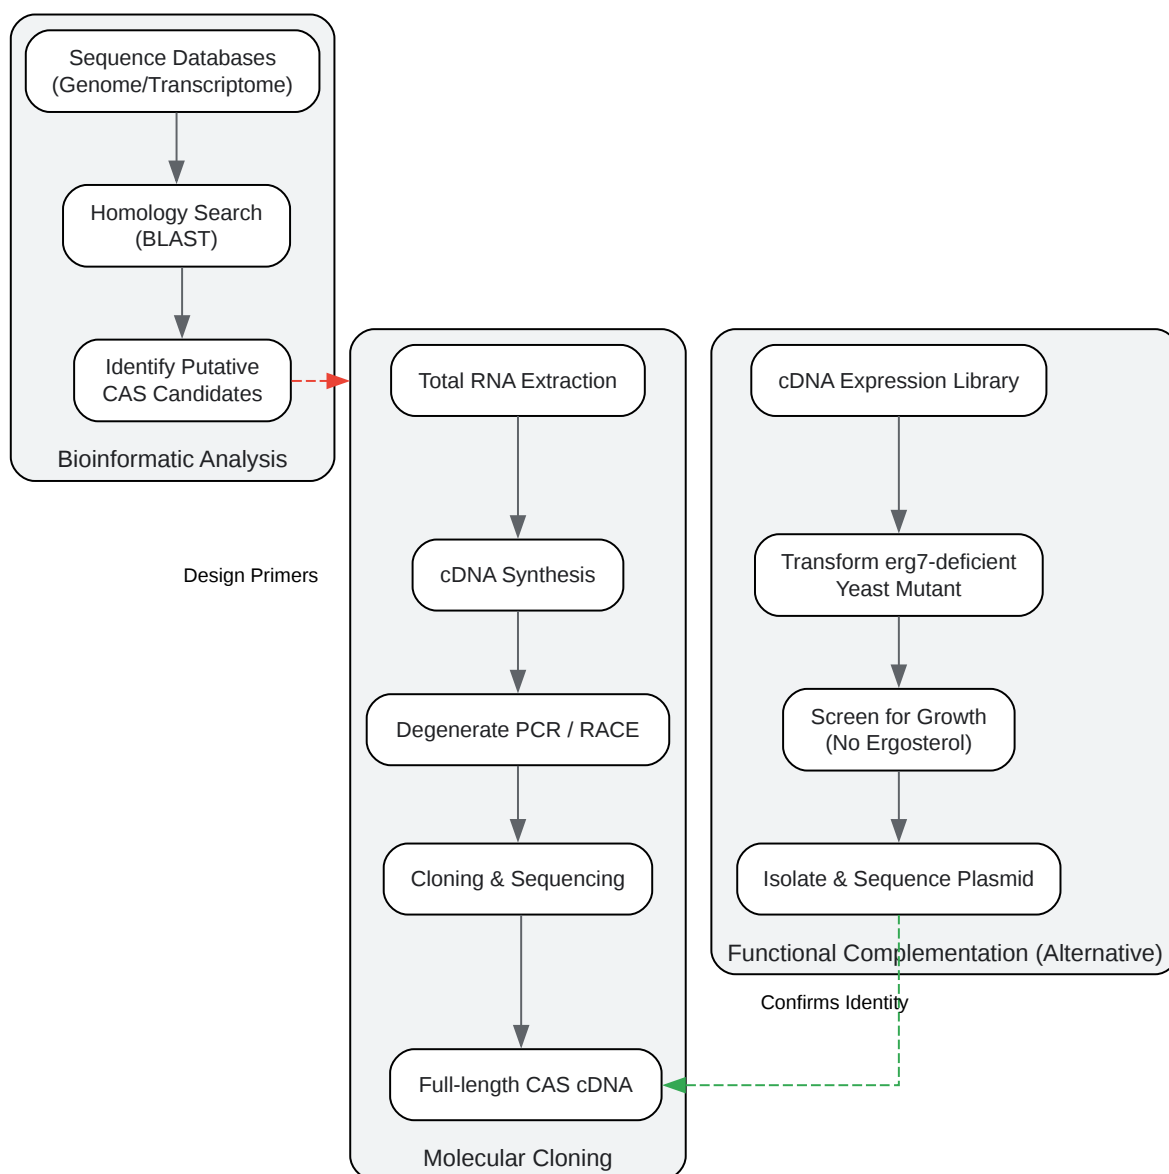 Sequence Databases
(Genome/Transcriptome)
Homology Search
(BLAST)
Identify Putative
CAS Candidates
Bioinformatic Analysis
Design Primers
Total RNA Extraction
cDNA Synthesis
Degenerate PCR / RACE
Cloning & Sequencing
Full-length CAS cDNA
Molecular Cloning
cDNA Expression Library
Transform erg7-deficient
Yeast Mutant
Screen for Growth
(No Ergosterol)
Isolate & Sequence Plasmid
Functional Complementation (Alternative)
Confirms Identity